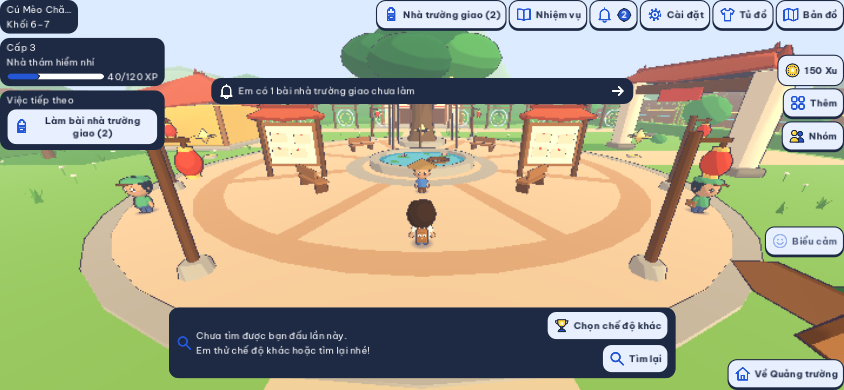 Cú Mèo Chă...
Khối 6-7
Nhà trường giao (2)
Nhiệm vụ
2
Cài đặt
Tủ đồ
Bản đồ
Cấp 3
Nhà thám hiểm nhí
40/120 XP
150 Xu
Em có 1 bài nhà trường giao chưa làm
Việc tiếp theo
Làm bài nhà trường
giao (2)
Thêm
Nhóm
Biểu cảm
Chưa tìm được bạn đấu lần này.
Em thử chế độ khác hoặc tìm lại nhé!
Chọn chế độ khác
Tìm lại
Về Quảng trường